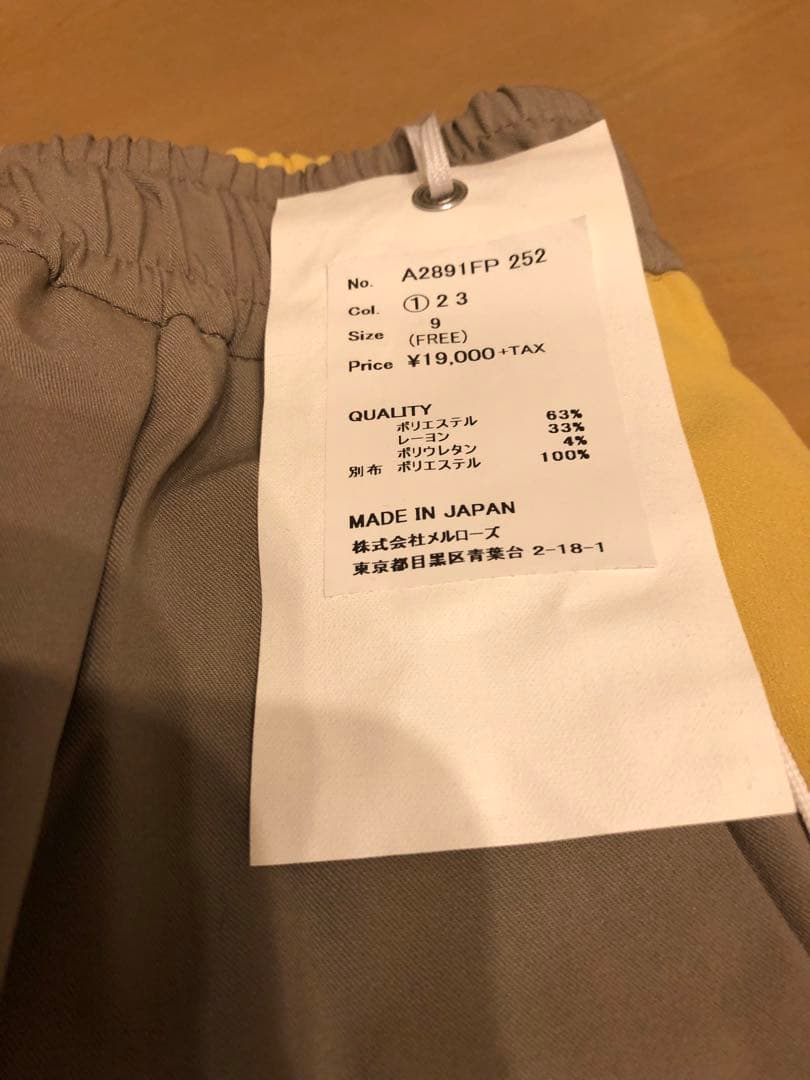 No. A2891FP 252
Col. ① 2 3
Size 9
(FREE)
Price ¥19,000+TAX
QUALITY
ポリエステル 63%
レーヨン 33%
ポリウレタン 4%
別布 ポリエステル 100%
MADE IN JAPAN
株式会社メルローズ
東京都目黒区青葉台 2-18-1